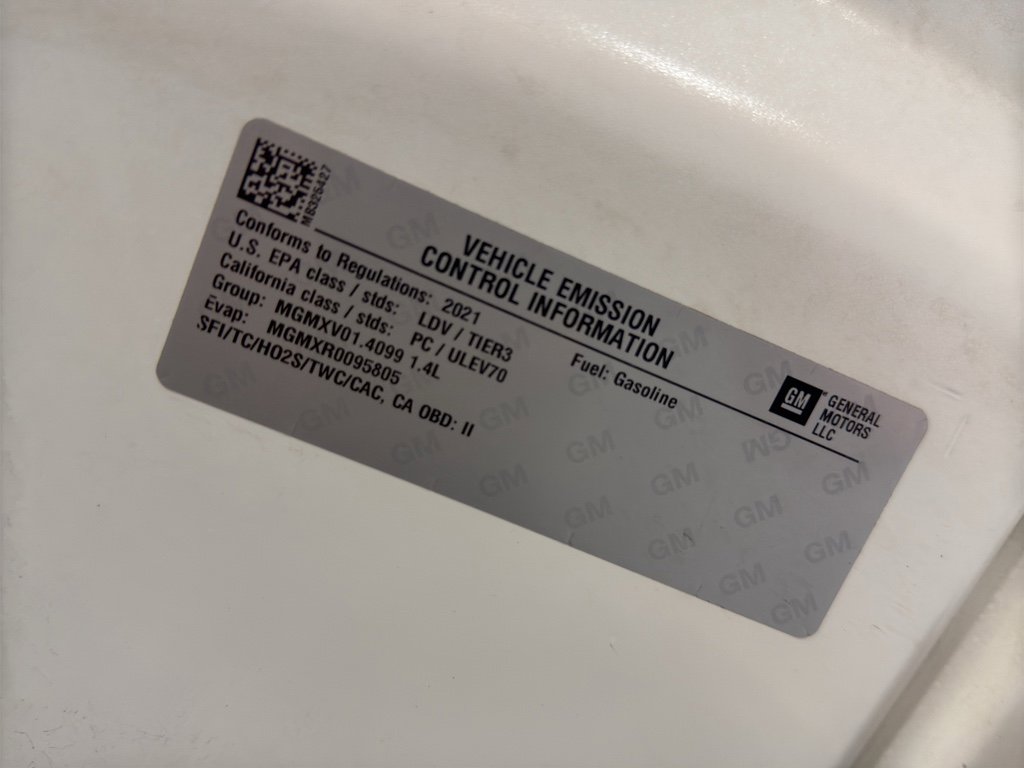 VEHICLE EMISSION
CONTROL INFORMATION
Conforms to Regulations: 2021
U.S. EPA class / stds: LDV / TIER3
California class / stds: PC / ULEV70
Group: MGMXV01.4099 1.4L
Evap: MGMXR0095805
SFI/TC/HO2S/TWC/CAC, CA OBD: II
Fuel: Gasoline
GM
GENERAL
MOTORS
LLC